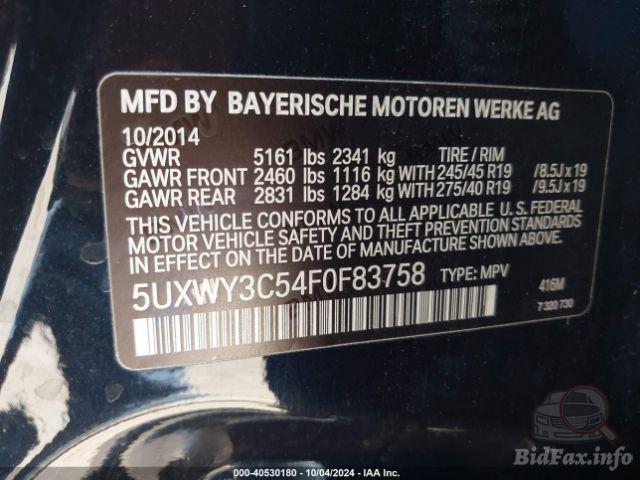 MFD BY BAYERISCHE MOTOREN WERKE AG
10/2014
GVWR 5161 lbs 2341 kg TIRE / RIM
GAWR FRONT 2460 lbs 1116 kg WITH 245/45 R19 /8.5J x 19
GAWR REAR 2831 lbs 1284 kg WITH 275/40 R19 /9.5J x 19
THIS VEHICLE CONFORMS TO ALL APPLICABLE U. S. FEDERAL
MOTOR VEHICLE SAFETY AND THEFT PREVENTION STANDARDS IN
EFFECT ON THE DATE OF MANUFACTURE SHOWN ABOVE.
5UXWY3C54F0F83758 TYPE: MPV 416M
7 320 730
BidFax.info
000-40530180 - 10/04/2024 - IAA Inc.